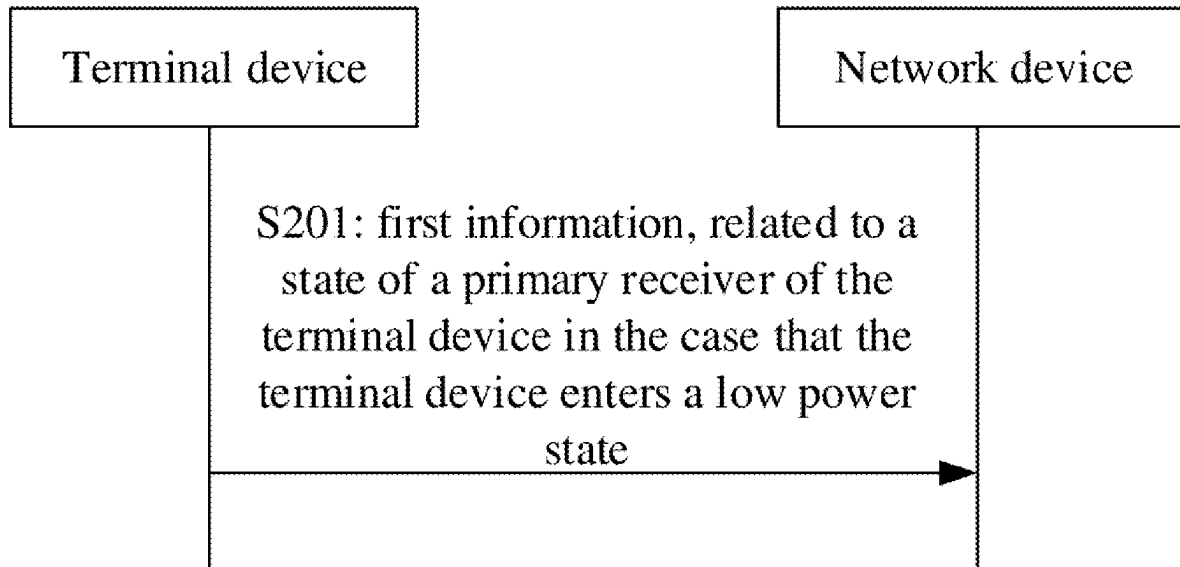 Terminal device
Network device
S201: first information, related to a
state of a primary receiver of the
terminal device in the case that the
terminal device enters a low power
state